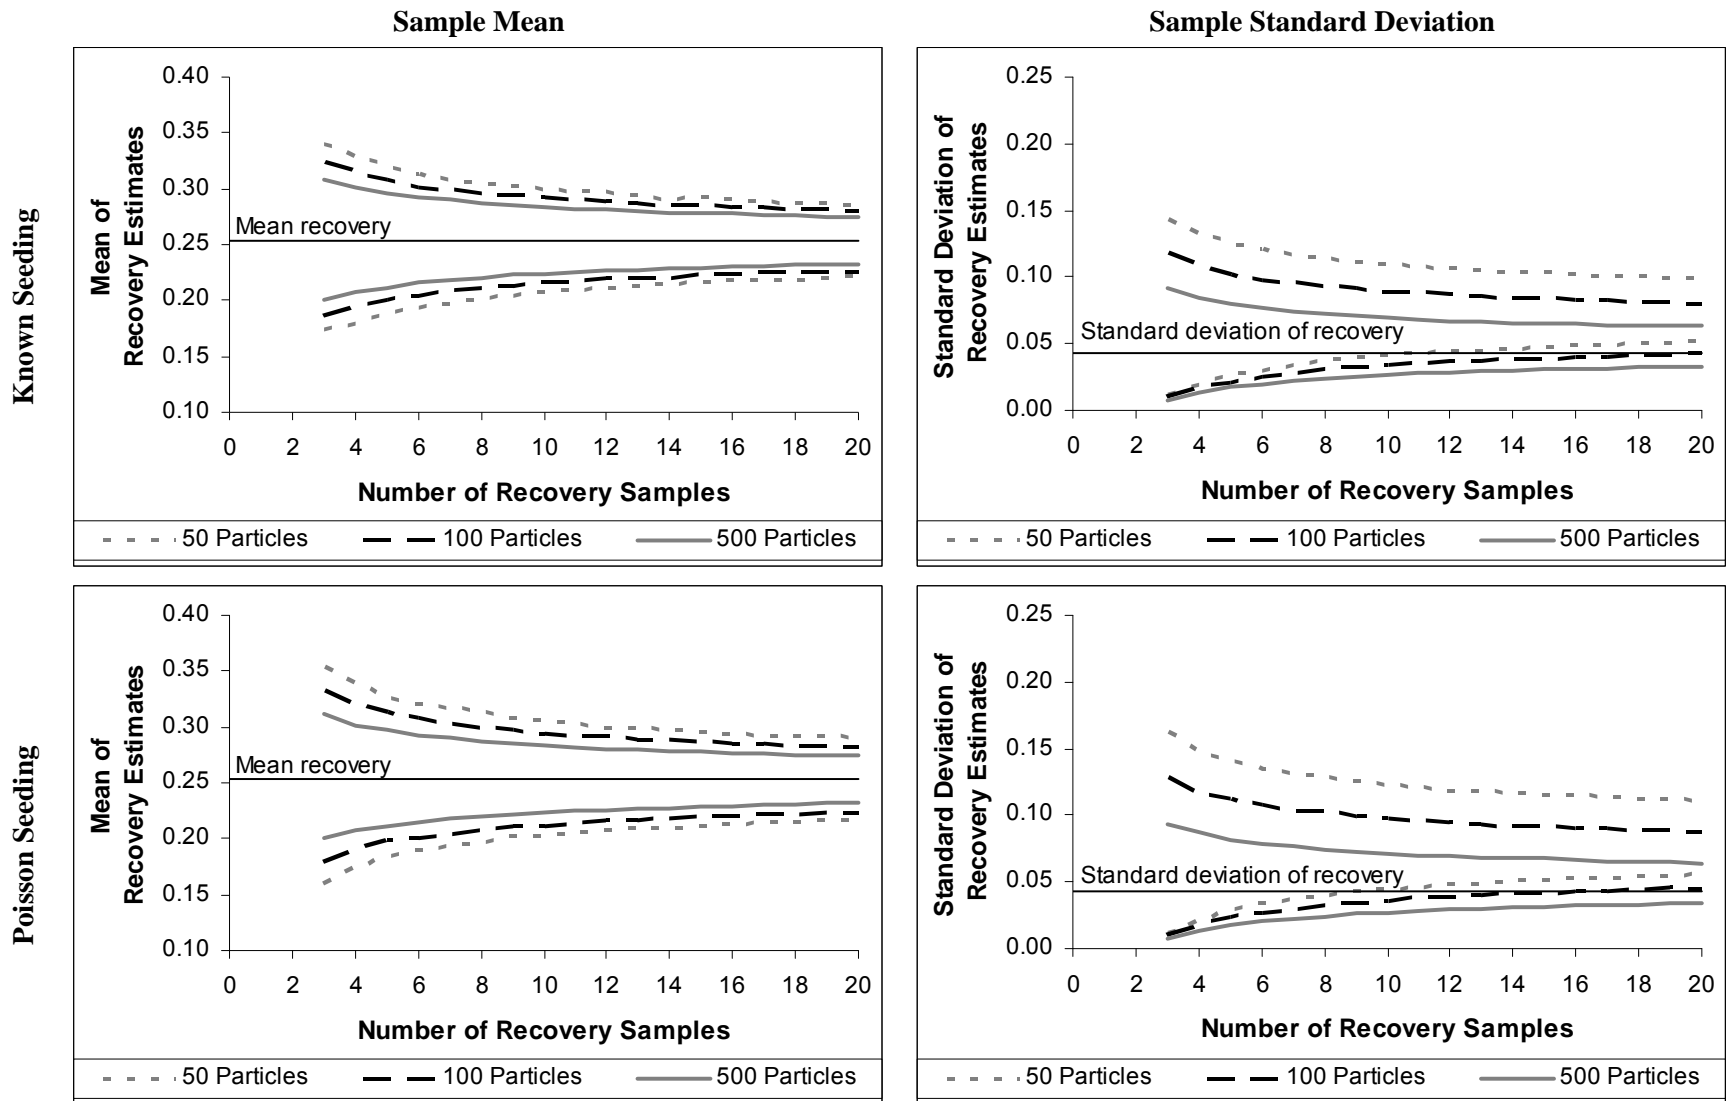 Sample Mean
Sample Standard Deviation
Known Seeding
Mean of
Recovery Estimates
0.40
0.35
0.30
0.25
0.20
0.15
0.10
Mean recovery
0 2 4 6 8 10 12 14 16 18 20
Number of Recovery Samples
50 Particles 100 Particles 500 Particles
Standard Deviation of
Recovery Estimates
0.25
0.20
0.15
0.10
0.05
0.00
Standard deviation of recovery
0 2 4 6 8 10 12 14 16 18 20
Number of Recovery Samples
50 Particles 100 Particles 500 Particles
Poisson Seeding
Mean of
Recovery Estimates
0.40
0.35
0.30
0.25
0.20
0.15
0.10
Mean recovery
0 2 4 6 8 10 12 14 16 18 20
Number of Recovery Samples
50 Particles 100 Particles 500 Particles
Standard Deviation of
Recovery Estimates
0.25
0.20
0.15
0.10
0.05
0.00
Standard deviation of recovery
0 2 4 6 8 10 12 14 16 18 20
Number of Recovery Samples
50 Particles 100 Particles 500 Particles